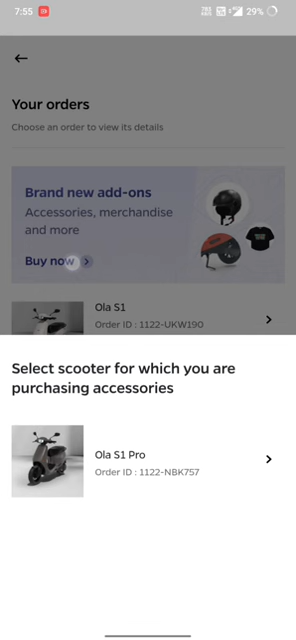 7:55
29%
Your orders
Choose an order to view its details
Brand new add-ons
Accessories, merchandise
and more
Buy now
Ola S1
Order ID : 1122-UKW190
Select scooter for which you are
purchasing accessories
Ola S1 Pro
Order ID : 1122-NBK757